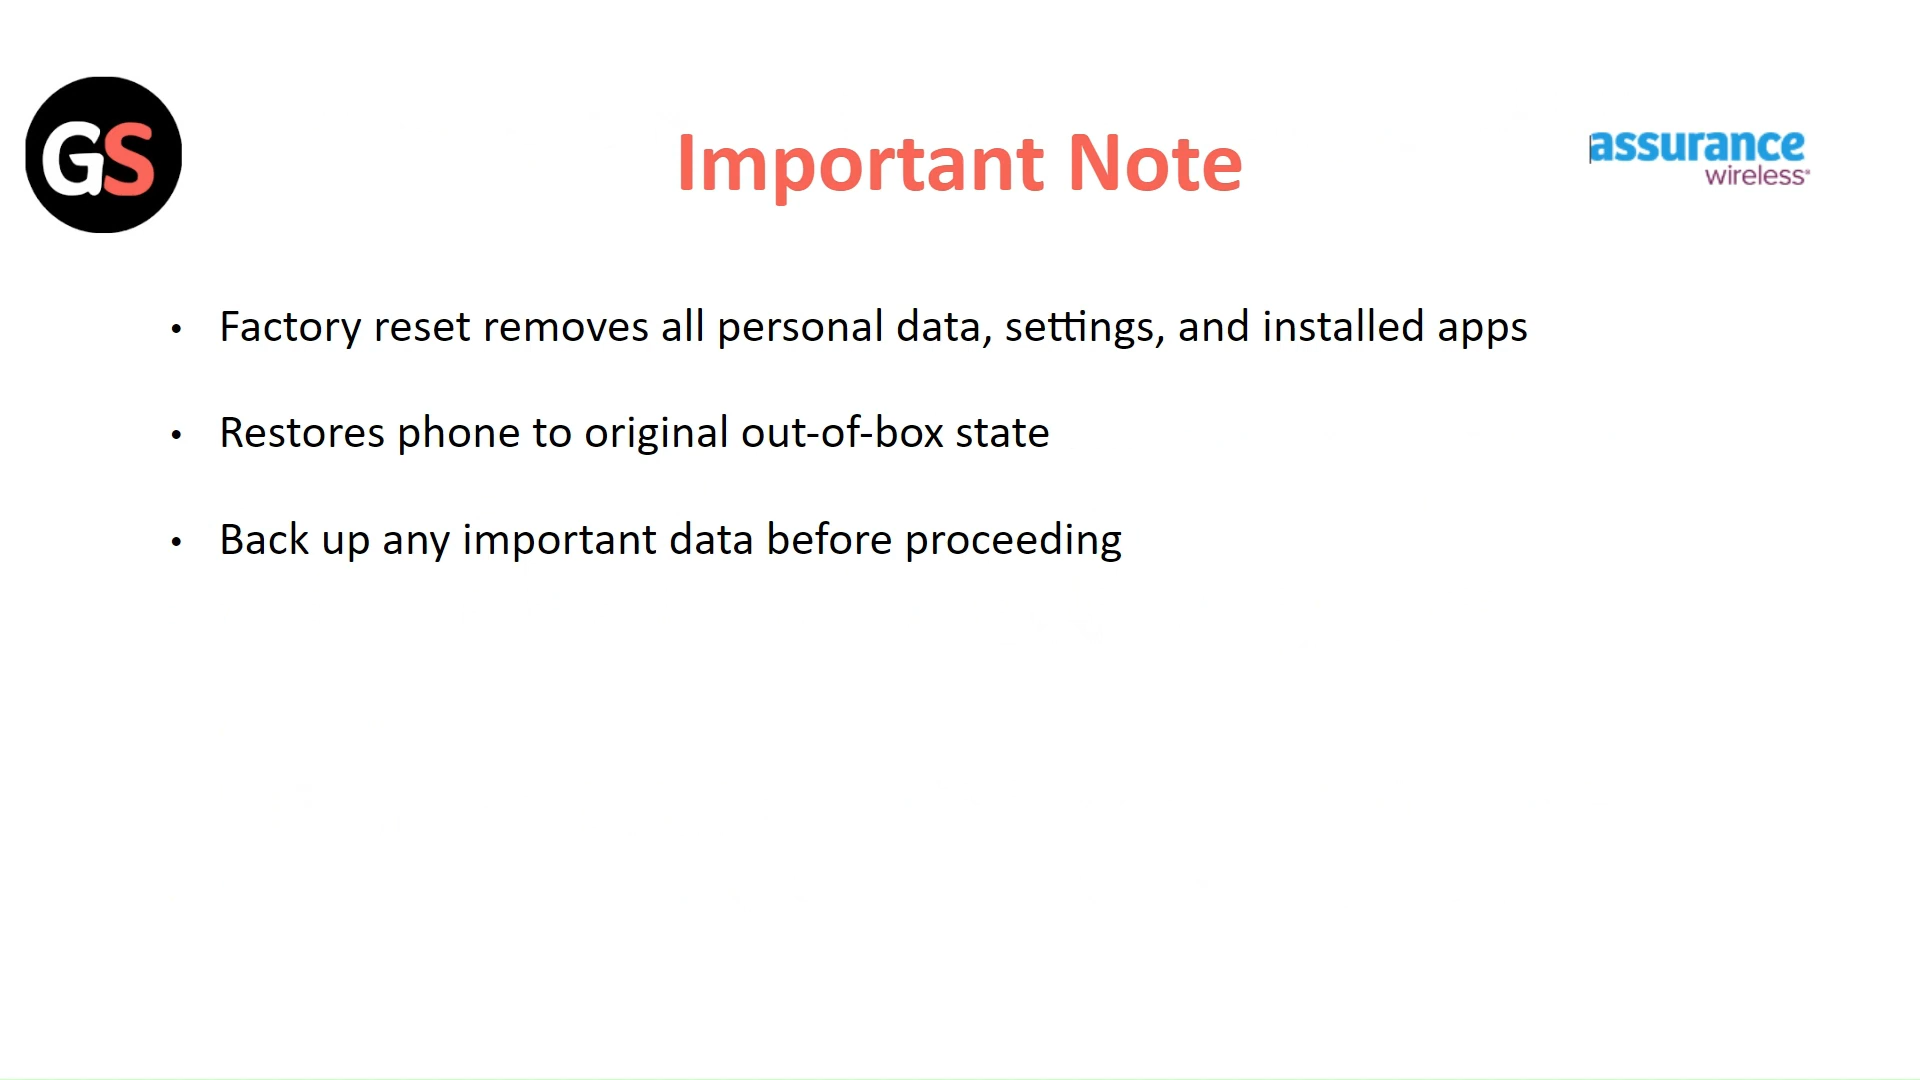 GS
Important Note
assurance
wireless®
• Factory reset removes all personal data, settings, and installed apps
• Restores phone to original out-of-box state
• Back up any important data before proceeding